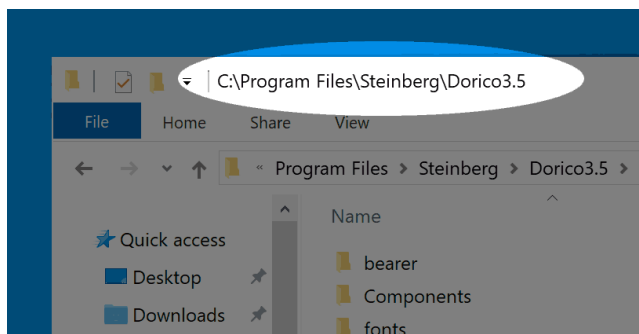 C:\Program Files\Steinberg\Dorico3.5
File Home Share View
« Program Files > Steinberg > Dorico3.5 >
Name
Quick access
bearer
Desktop
Components
Downloads
fonts